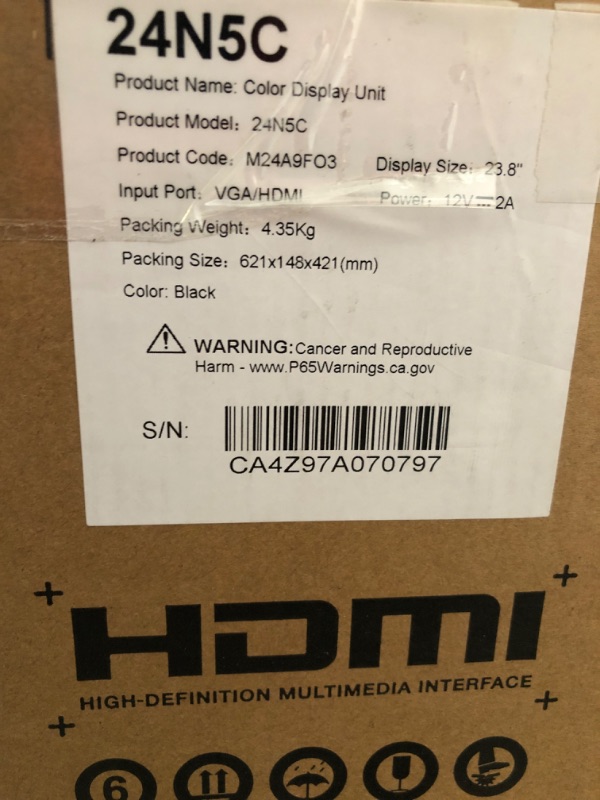 24N5C
Product Name: Color Display Unit
Product Model: 24N5C
Product Code: M24A9FO3 Display Size: 23.8"
Input Port: VGA/HDMI Power: 12V⎓2A
Packing Weight: 4.35Kg
Packing Size: 621x148x421(mm)
Color: Black
WARNING: Cancer and Reproductive
Harm - www.P65Warnings.ca.gov
S/N:
CA4Z97A070797
HDMI
HIGH-DEFINITION MULTIMEDIA INTERFACE
6